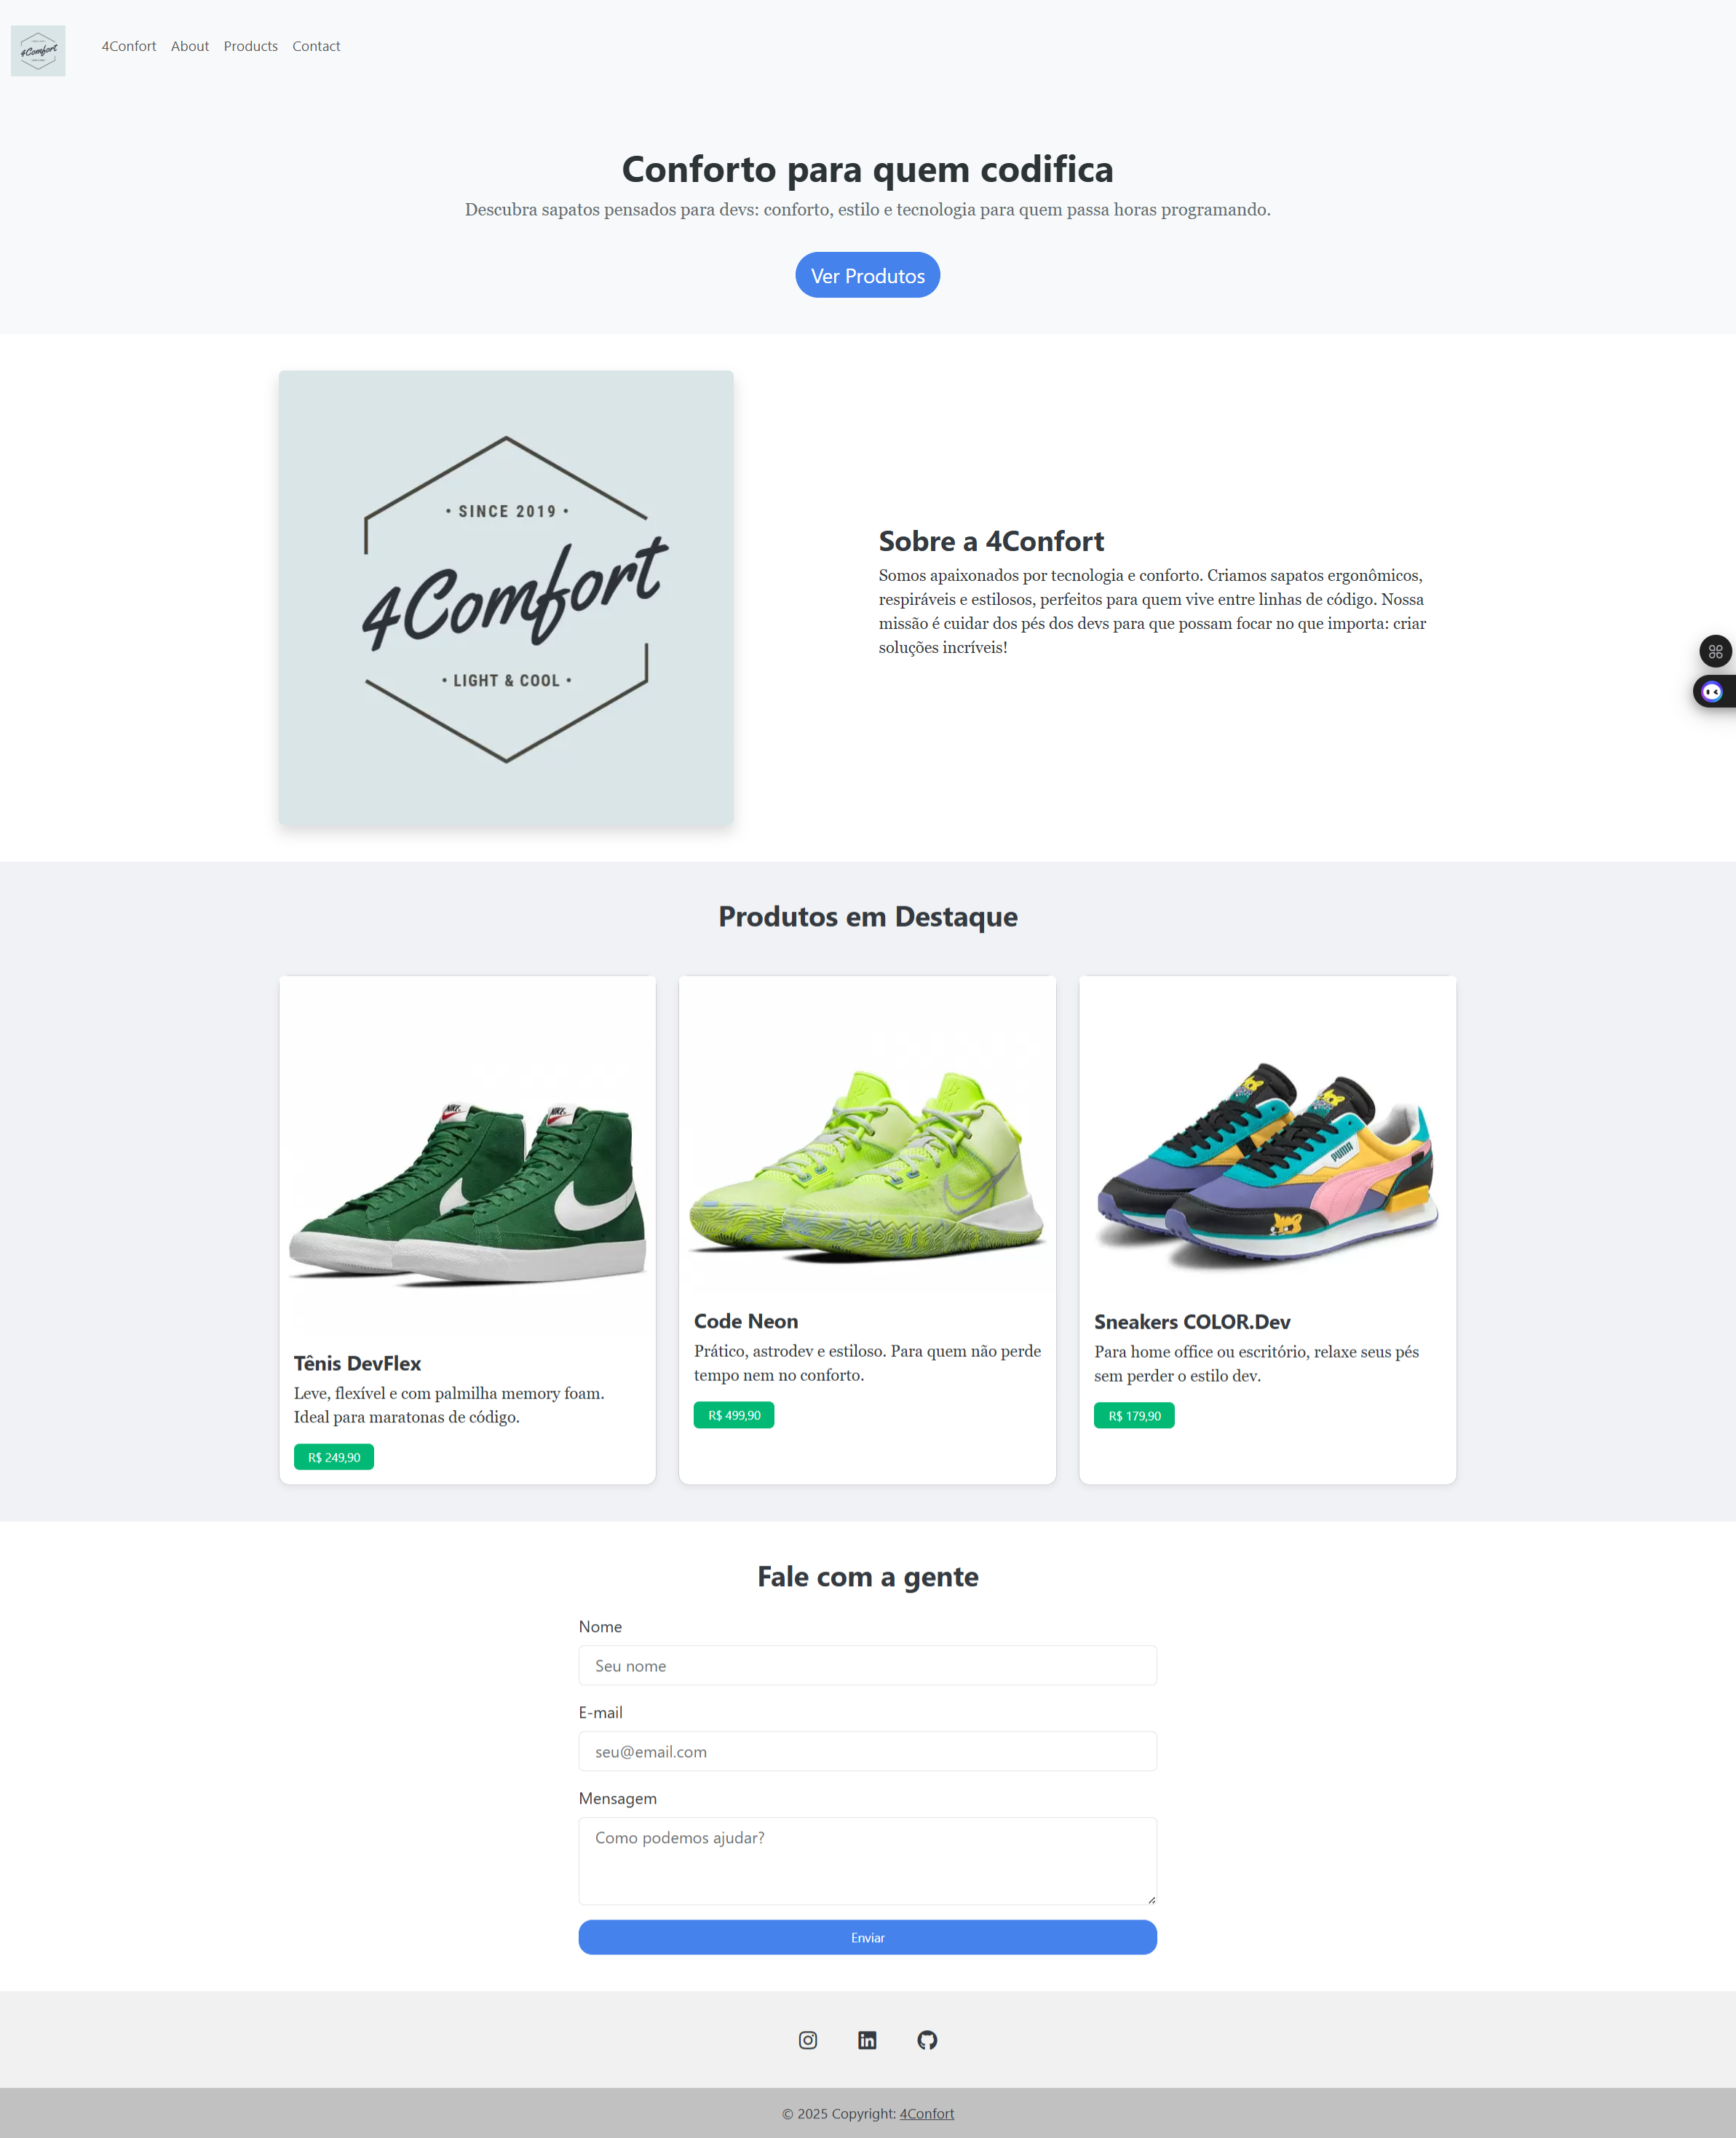 4Comfort
4Confort About Products Contact
Conforto para quem codifica
Descubra sapatos pensados para devs: conforto, estilo e tecnologia para quem passa horas programando.
Ver Produtos
• SINCE 2019 •
4Comfort
• LIGHT & COOL •
Sobre a 4Confort
Somos apaixonados por tecnologia e conforto. Criamos sapatos ergonômicos,
respiráveis e estilosos, perfeitos para quem vive entre linhas de código. Nossa
missão é cuidar dos pés dos devs para que possam focar no que importa: criar
soluções incríveis!
Produtos em Destaque
NIKE
NIKE
PUMA
Tênis DevFlex
Leve, flexível e com palmilha memory foam.
Ideal para maratonas de código.
R$ 249,90
Code Neon
Prático, astrodev e estiloso. Para quem não perde
tempo nem no conforto.
R$ 499,90
Sneakers COLOR.Dev
Para home office ou escritório, relaxe seus pés
sem perder o estilo dev.
R$ 179,90
Fale com a gente
Nome
Seu nome
E-mail
seu@email.com
Mensagem
Como podemos ajudar?
Enviar
© 2025 Copyright: 4Confort